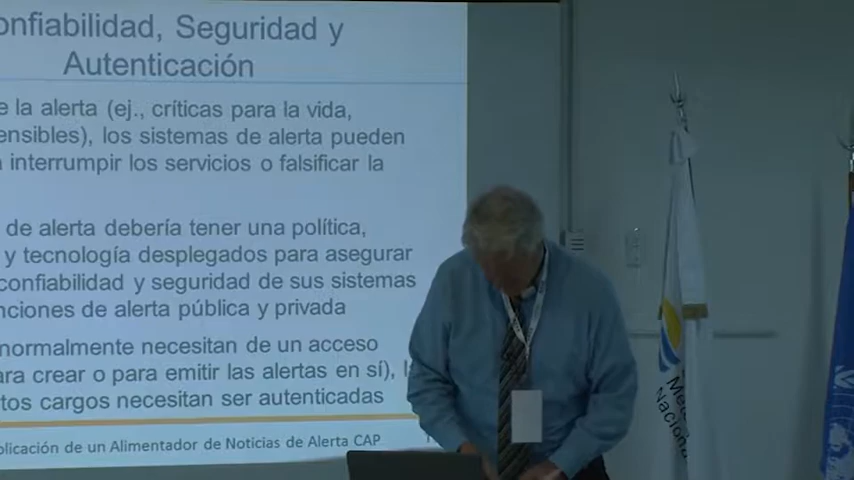 onfiabilidad, Seguridad y
Autenticación
e la alerta (ej., críticas para la vida,
ensibles), los sistemas de alerta pueden
interrumpir los servicios o falsificar la
de alerta debería tener una política,
y tecnología desplegados para asegurar
confiabilidad y seguridad de sus sistemas
nciones de alerta pública y privada
normalmente necesitan de un acceso
ara crear o para emitir las alertas en sí), l
tos cargos necesitan ser autenticadas
olicación de un Alimentador de Noticias de Alerta CAP
Nacional